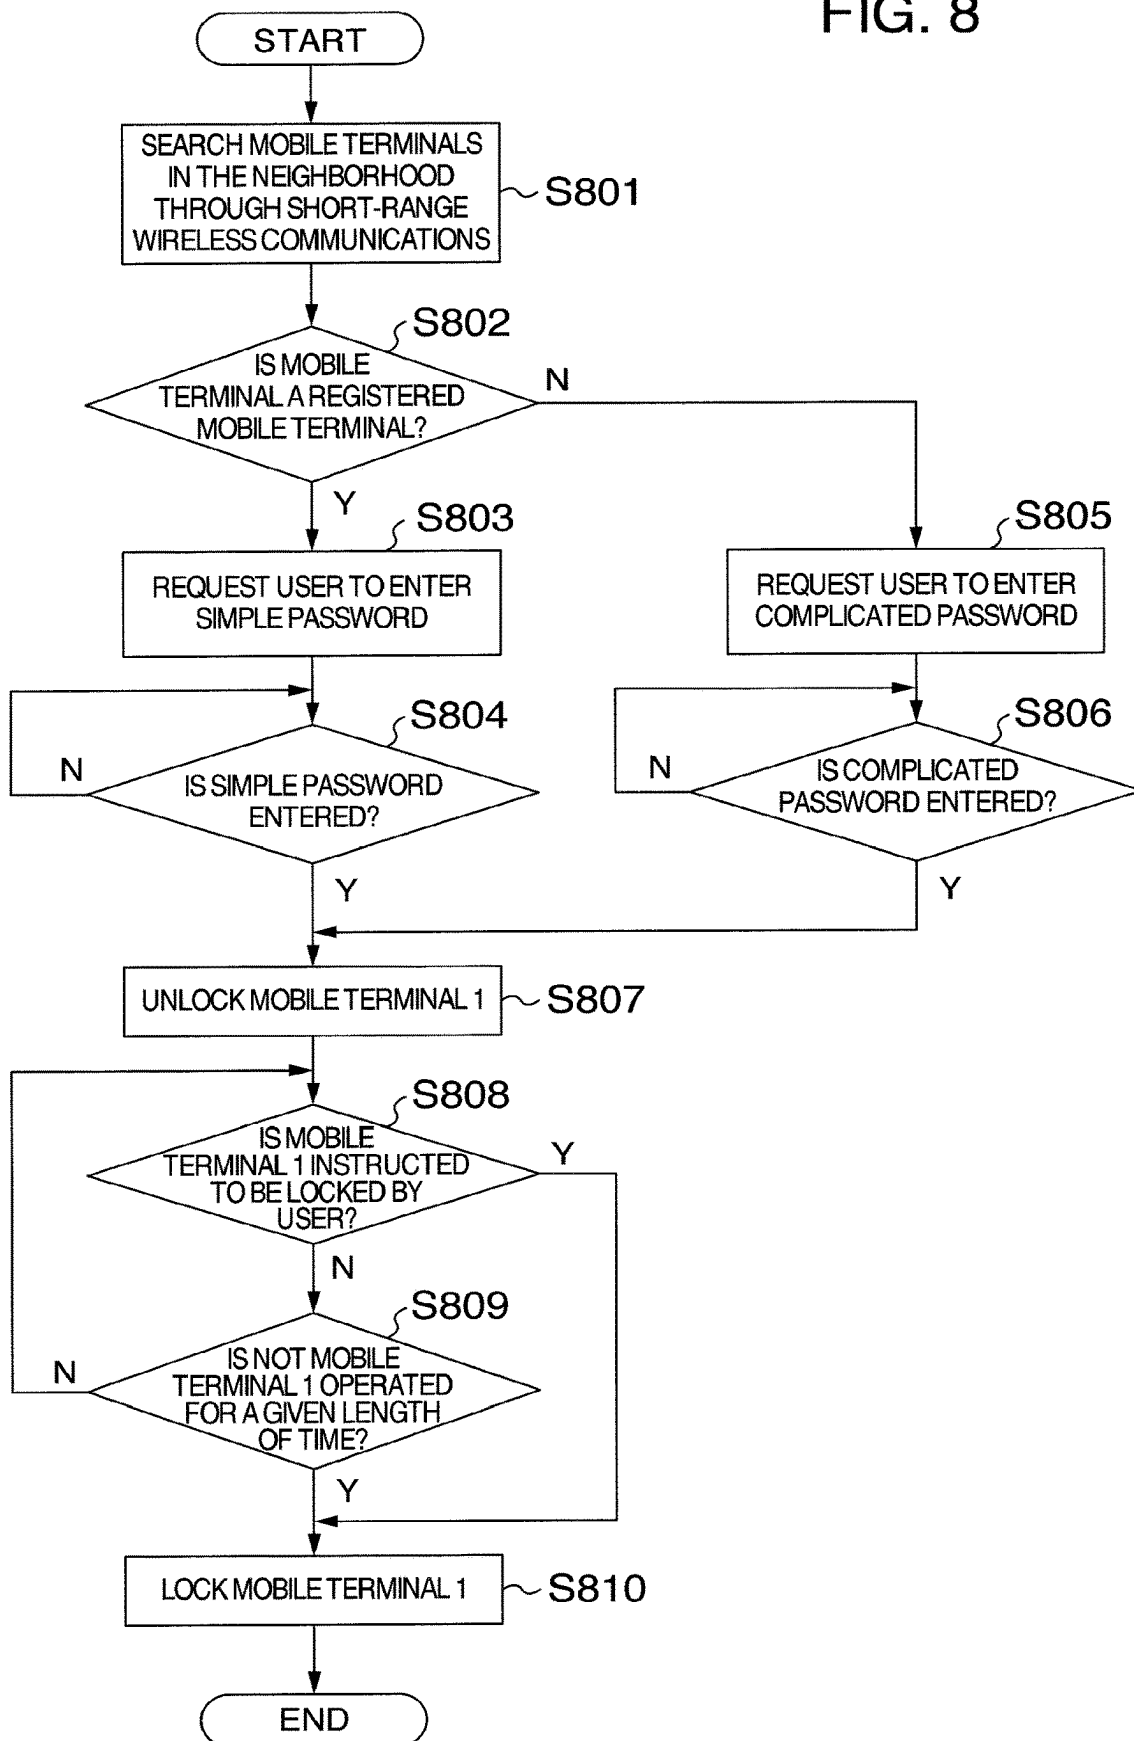 FIG. 8
START
SEARCH MOBILE TERMINALS
IN THE NEIGHBORHOOD
THROUGH SHORT-RANGE
WIRELESS COMMUNICATIONS
S801
S802
IS MOBILE
TERMINAL A REGISTERED
MOBILE TERMINAL?
N
Y
S803
REQUEST USER TO ENTER
SIMPLE PASSWORD
S805
REQUEST USER TO ENTER
COMPLICATED PASSWORD
S804
IS SIMPLE PASSWORD
ENTERED?
N
Y
S806
IS COMPLICATED
PASSWORD ENTERED?
N
Y
UNLOCK MOBILE TERMINAL 1
S807
S808
IS MOBILE
TERMINAL 1 INSTRUCTED
TO BE LOCKED BY
USER?
Y
N
S809
IS NOT MOBILE
TERMINAL 1 OPERATED
FOR A GIVEN LENGTH
OF TIME?
N
Y
LOCK MOBILE TERMINAL 1
S810
END